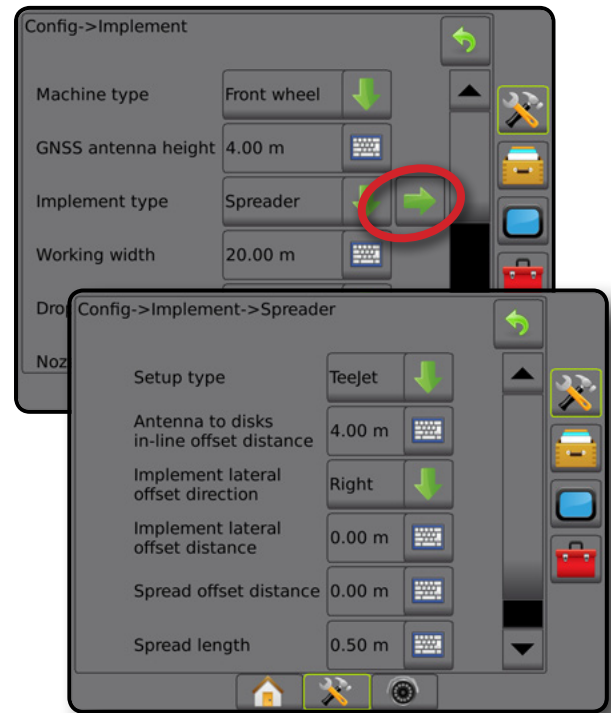 Config->Implement
Machine type Front wheel
GNSS antenna height 4.00 m
Implement type Spreader
Working width 20.00 m
Config->Implement->Spreader
Setup type TeeJet
Antenna to disks
in-line offset distance 4.00 m
Implement lateral
offset direction Right
Implement lateral
offset distance 0.00 m
Spread offset distance 0.00 m
Spread length 0.50 m